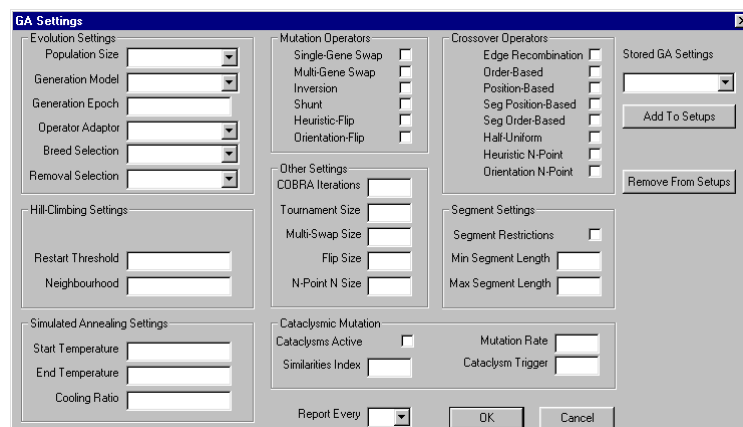 GA Settings
Evolution Settings
Population Size
Generation Model
Generation Epoch
Operator Adaptor
Breed Selection
Removal Selection
Hill-Climbing Settings
Restart Threshold
Neighbourhood
Simulated Annealing Settings
Start Temperature
End Temperature
Cooling Ratio
Mutation Operators
Single-Gene Swap
Multi-Gene Swap
Inversion
Shunt
Heuristic-Flip
Orientation-Flip
Other Settings
COBRA Iterations
Tournament Size
Multi-Swap Size
Flip Size
N-Point N Size
Crossover Operators
Edge Recombination
Order-Based
Position-Based
Seg Position-Based
Seg Order-Based
Half-Uniform
Heuristic N-Point
Orientation N-Point
Segment Settings
Segment Restrictions
Min Segment Length
Max Segment Length
Cataclysmic Mutation
Cataclysms Active
Similarities Index
Mutation Rate
Cataclysm Trigger
Stored GA Settings
Add To Setups
Remove From Setups
Report Every
OK
Cancel